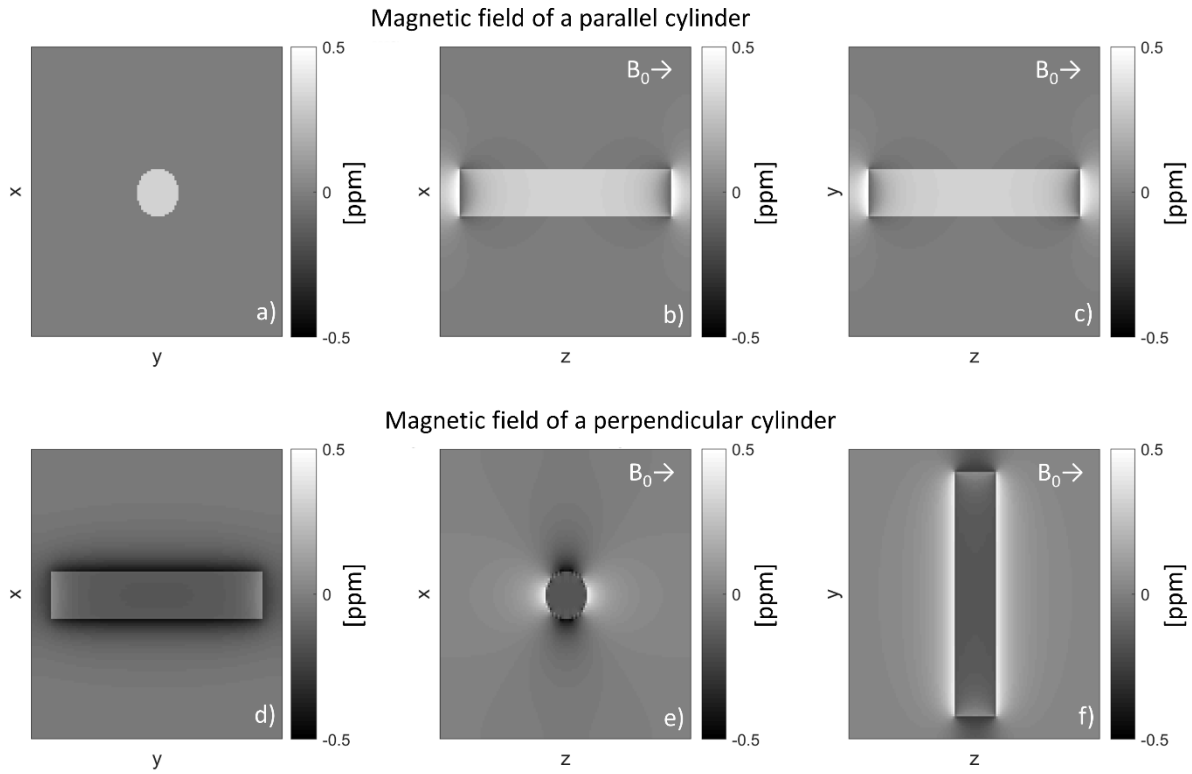 Magnetic field of a parallel cylinder
0.5
0
-0.5
[ppm]
x
y
a)
B₀→
0.5
0
-0.5
[ppm]
x
z
b)
B₀→
0.5
0
-0.5
[ppm]
y
z
c)
Magnetic field of a perpendicular cylinder
0.5
0
-0.5
[ppm]
x
y
d)
B₀→
0.5
0
-0.5
[ppm]
x
z
e)
B₀→
0.5
0
-0.5
[ppm]
y
z
f)